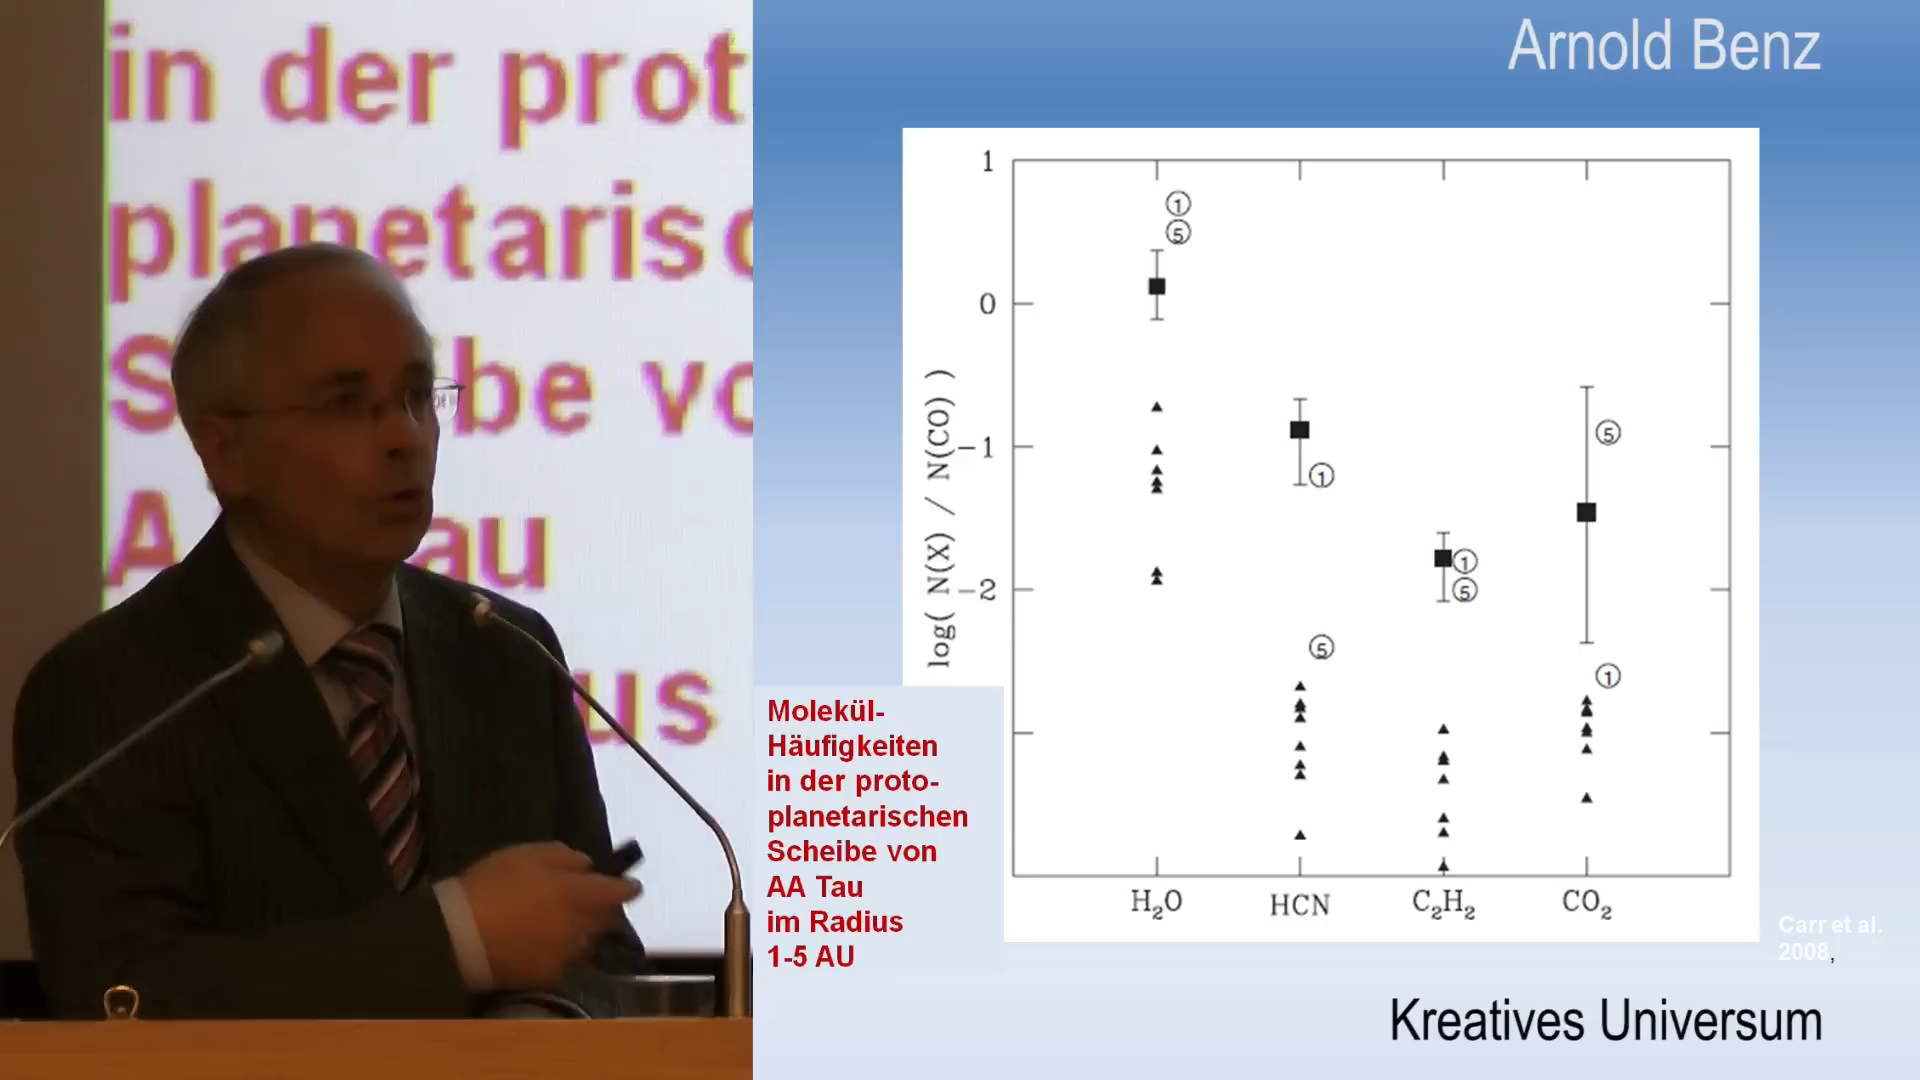 in der prot
planetarisc
S ibe vo
A au
us
Arnold Benz
1
0
−1
−2
log( N(X) / N(CO) )
① ⑤
① ⑤
① ⑤
⑤ ①
H₂O HCN C₂H₂ CO₂
Molekül-
Häufigkeiten
in der proto-
planetarischen
Scheibe von
AA Tau
im Radius
1-5 AU
Carr et al.
2008,
Kreatives Universum